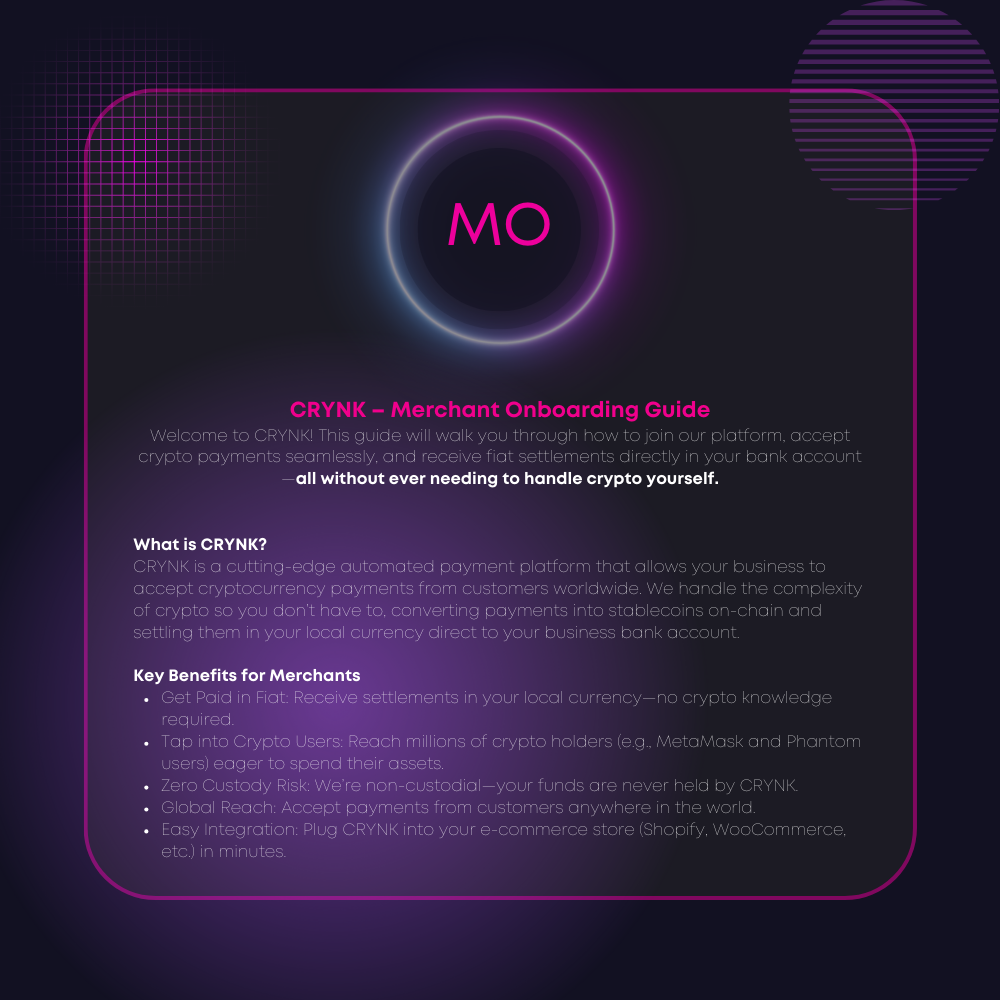 MO
CRYNK – Merchant Onboarding Guide
Welcome to CRYNK! This guide will walk you through how to join our platform, accept
crypto payments seamlessly, and receive fiat settlements directly in your bank account
—all without ever needing to handle crypto yourself.
What is CRYNK?
CRYNK is a cutting-edge automated payment platform that allows your business to
accept cryptocurrency payments from customers worldwide. We handle the complexity
of crypto so you don't have to, converting payments into stablecoins on-chain and
settling them in your local currency direct to your business bank account.
Key Benefits for Merchants
• Get Paid in Fiat: Receive settlements in your local currency—no crypto knowledge
required.
• Tap into Crypto Users: Reach millions of crypto holders (e.g., MetaMask and Phantom
users) eager to spend their assets.
• Zero Custody Risk: We're non-custodial—your funds are never held by CRYNK.
• Global Reach: Accept payments from customers anywhere in the world.
• Easy Integration: Plug CRYNK into your e-commerce store (Shopify, WooCommerce,
etc.) in minutes.